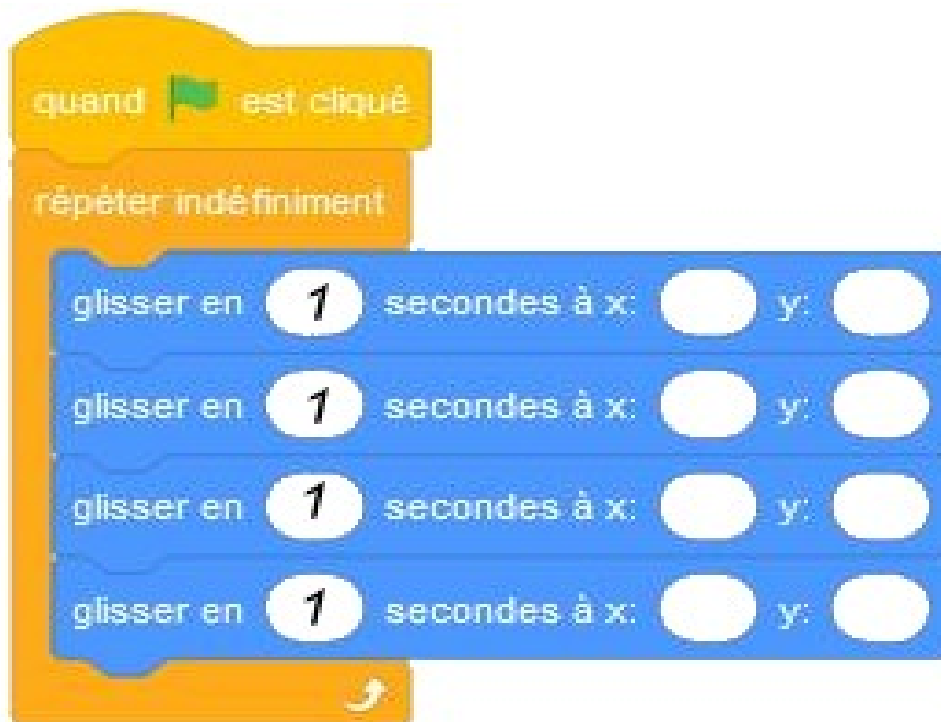 quand est cliqué
répéter indéfiniment
glisser en 1 secondes à x: y:
glisser en 1 secondes à x: y:
glisser en 1 secondes à x: y:
glisser en 1 secondes à x: y: